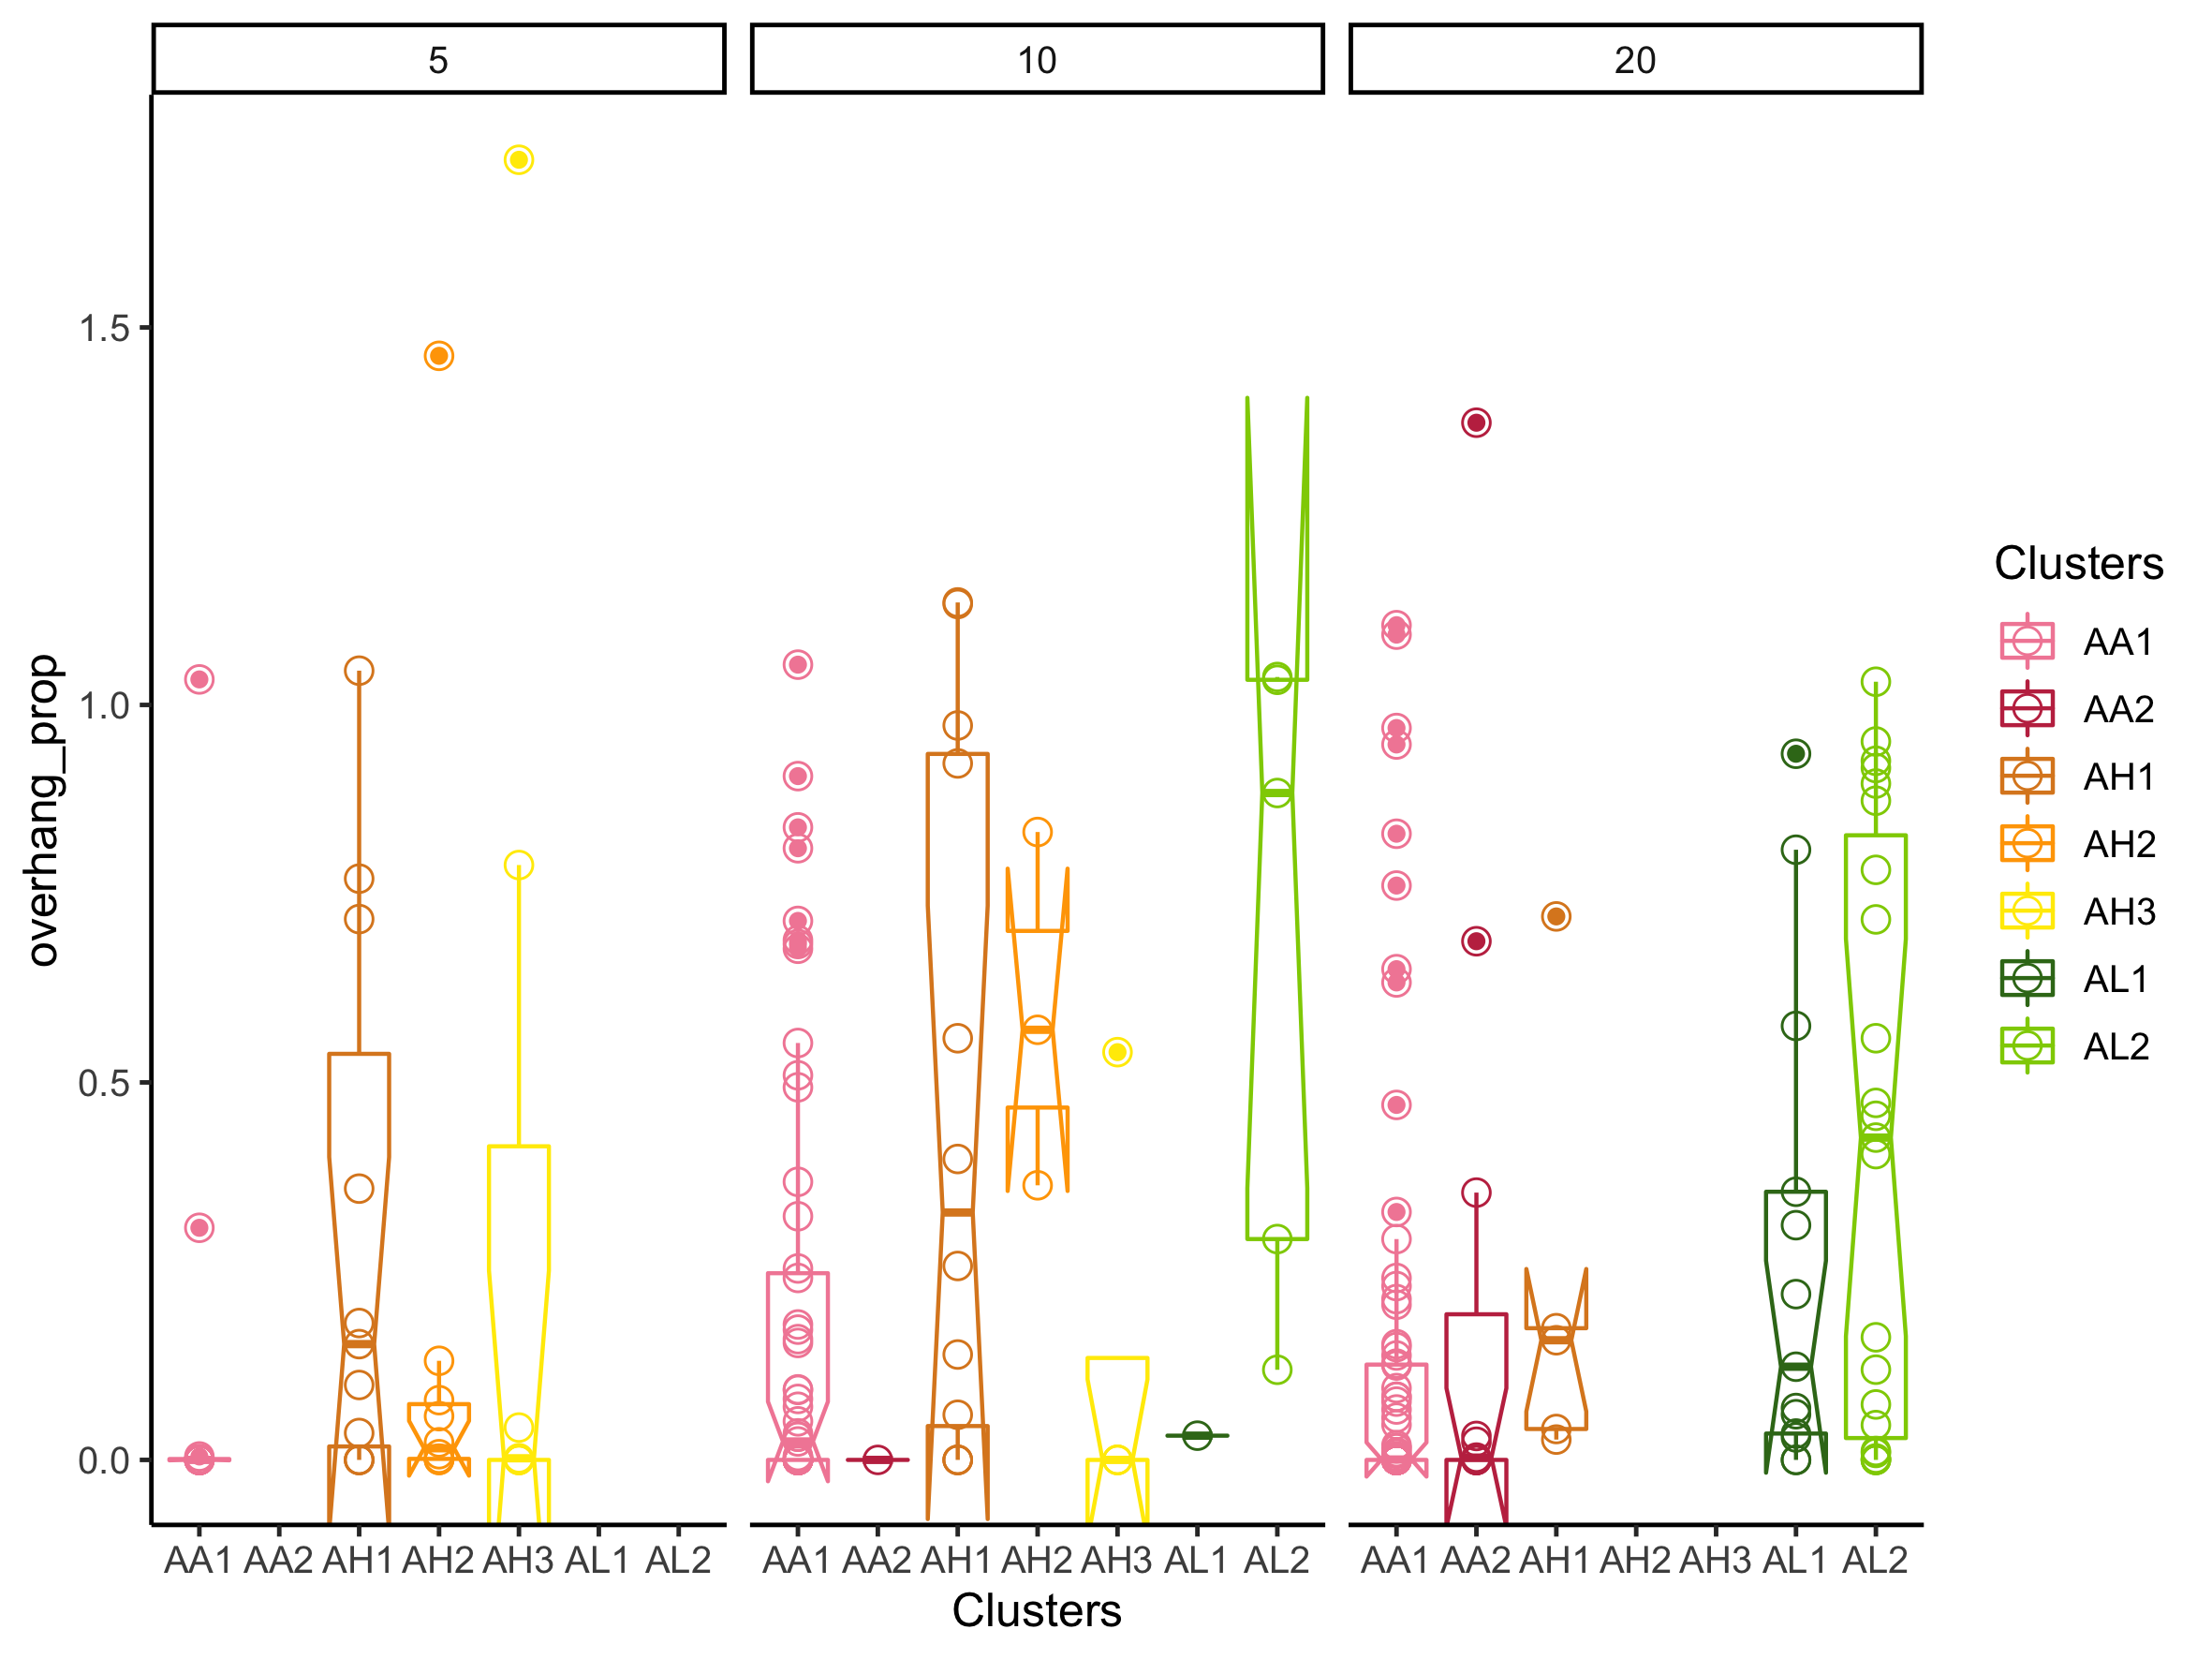 5 10 20
overhang_prop
1.5
1.0
0.5
0.0
AA1 AA2 AH1 AH2 AH3 AL1 AL2 AA1 AA2 AH1 AH2 AH3 AL1 AL2 AA1 AA2 AH1 AH2 AH3 AL1 AL2
Clusters
Clusters
AA1
AA2
AH1
AH2
AH3
AL1
AL2